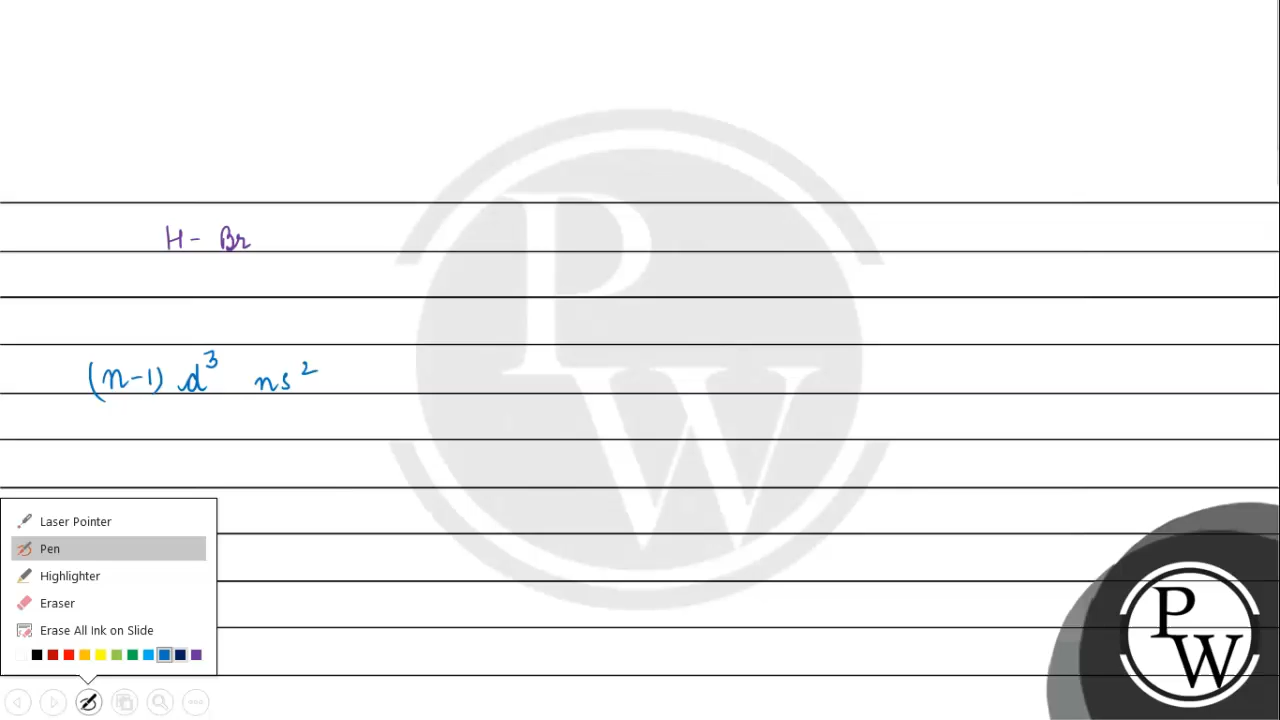 H - Br
(n-1) d³ ns²
Laser Pointer
Pen
Highlighter
Eraser
Erase All Ink on Slide
P
W
P
W